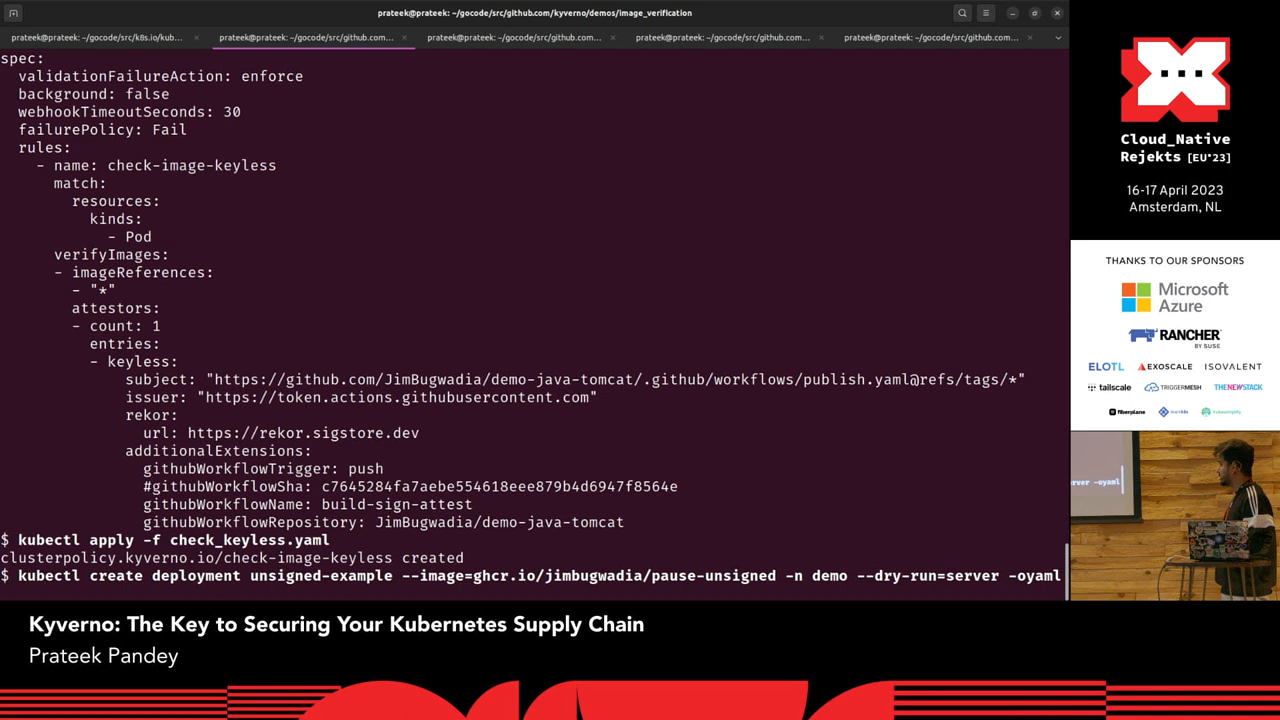 prateek@prateek: ~/gocode/src/github.com/kyverno/demos/image_verification
prateek@prateek: ~/gocode/src/k8s.io/kub...
prateek@prateek: ~/gocode/src/github.com...
prateek@prateek: ~/gocode/src/github.com...
prateek@prateek: ~/gocode/src/github.com...
prateek@prateek: ~/gocode/src/github.com...
spec:
validationFailureAction: enforce
background: false
webhookTimeoutSeconds: 30
failurePolicy: Fail
rules:
- name: check-image-keyless
match:
resources:
kinds:
- Pod
verifyImages:
- imageReferences:
- "*"
attestors:
- count: 1
entries:
- keyless:
subject: "https://github.com/JimBugwadia/demo-java-tomcat/.github/workflows/publish.yaml@refs/tags/*"
issuer: "https://token.actions.githubusercontent.com"
rekor:
url: https://rekor.sigstore.dev
additionalExtensions:
githubWorkflowTrigger: push
#githubWorkflowSha: c7645284fa7aebe554618eee879b4d6947f8564e
githubWorkflowName: build-sign-attest
githubWorkflowRepository: JimBugwadia/demo-java-tomcat
$ kubectl apply -f check_keyless.yaml
clusterpolicy.kyverno.io/check-image-keyless created
$ kubectl create deployment unsigned-example --image=ghcr.io/jimbugwadia/pause-unsigned -n demo --dry-run=server -oyaml
Cloud_Native
Rejekts [EU'23]
16-17 April 2023
Amsterdam, NL
THANKS TO OUR SPONSORS
Microsoft
Azure
RANCHER
BY SUSE
ELOTL
EXOSCALE
ISOVALENT
tailscale
TRIGGERMESH
THENEWSTACK
fiberplane
kubesimplify
erver -oyaml
Kyverno: The Key to Securing Your Kubernetes Supply Chain
Prateek Pandey